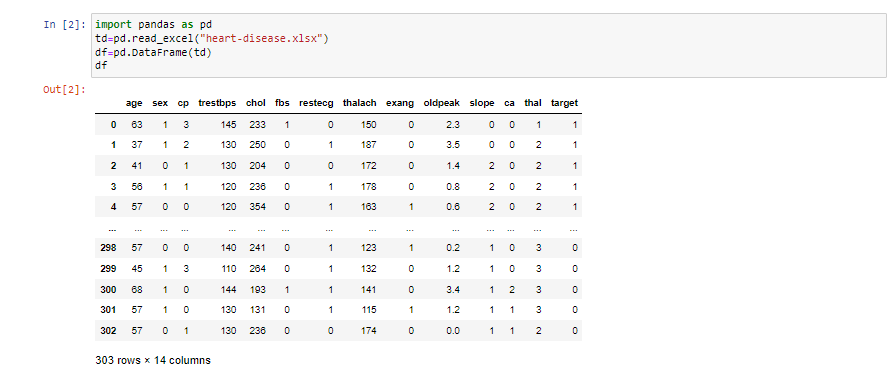 In [2]: import pandas as pd
td=pd.read_excel("heart-disease.xlsx")
df=pd.DataFrame(td)
df
Out[2]:
age sex cp trestbps chol fbs restecg thalach exang oldpeak slope ca thal target
0 63 1 3 145 233 1 0 150 0 2.3 0 0 1 1
1 37 1 2 130 250 0 1 187 0 3.5 0 0 2 1
2 41 0 1 130 204 0 0 172 0 1.4 2 0 2 1
3 56 1 1 120 236 0 1 178 0 0.8 2 0 2 1
4 57 0 0 120 354 0 1 163 1 0.6 2 0 2 1
... ... ... ... ... ... ... ... ... ... ... ... ... ... ...
298 57 0 0 140 241 0 1 123 1 0.2 1 0 3 0
299 45 1 3 110 264 0 1 132 0 1.2 1 0 3 0
300 68 1 0 144 193 1 1 141 0 3.4 1 2 3 0
301 57 1 0 130 131 0 1 115 1 1.2 1 1 3 0
302 57 0 1 130 236 0 0 174 0 0.0 1 1 2 0
303 rows × 14 columns